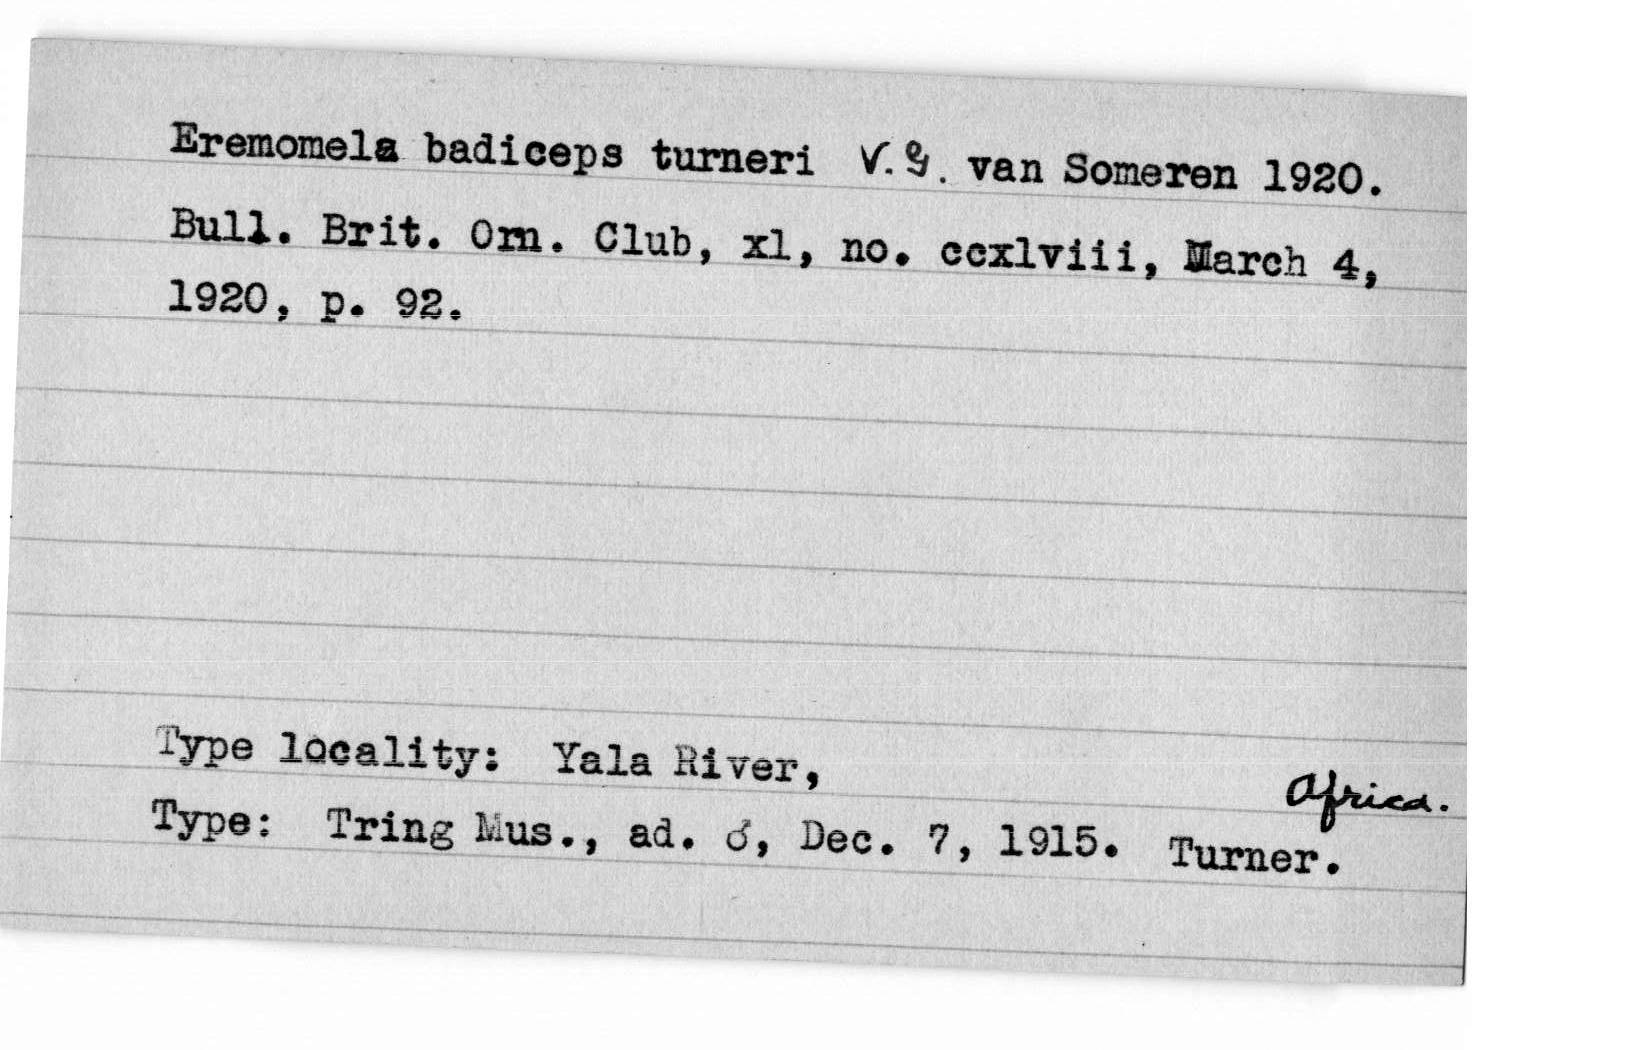 Eremomela badiceps turneri V. G. van Someren 1920.
Bull. Brit. Orn. Club, xl, no. ccxlviii, March 4,
1920, p. 92.
Type locality: Yala River, Africa.
Type: Tring Mus., ad. ♂, Dec. 7, 1915. Turner.